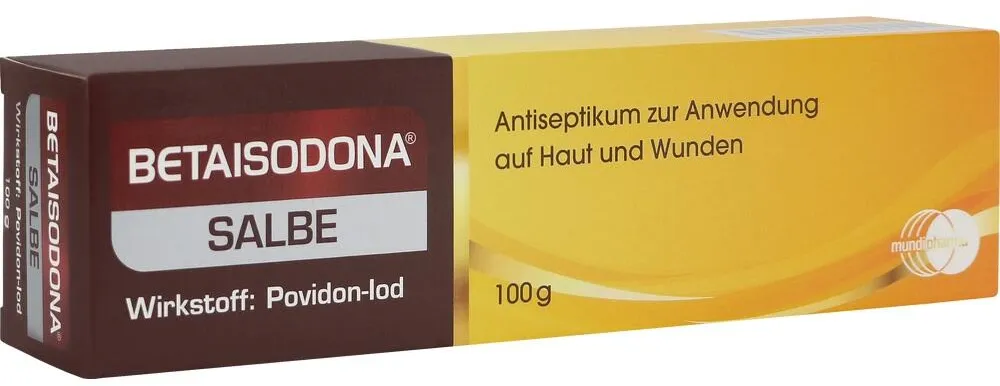 BETAISODONA®
SALBE
Wirkstoff: Povidon-Iod
100 g
BETAISODONA®
SALBE
Wirkstoff: Povidon-Iod
Antiseptikum zur Anwendung
auf Haut und Wunden
100 g
mundipharma